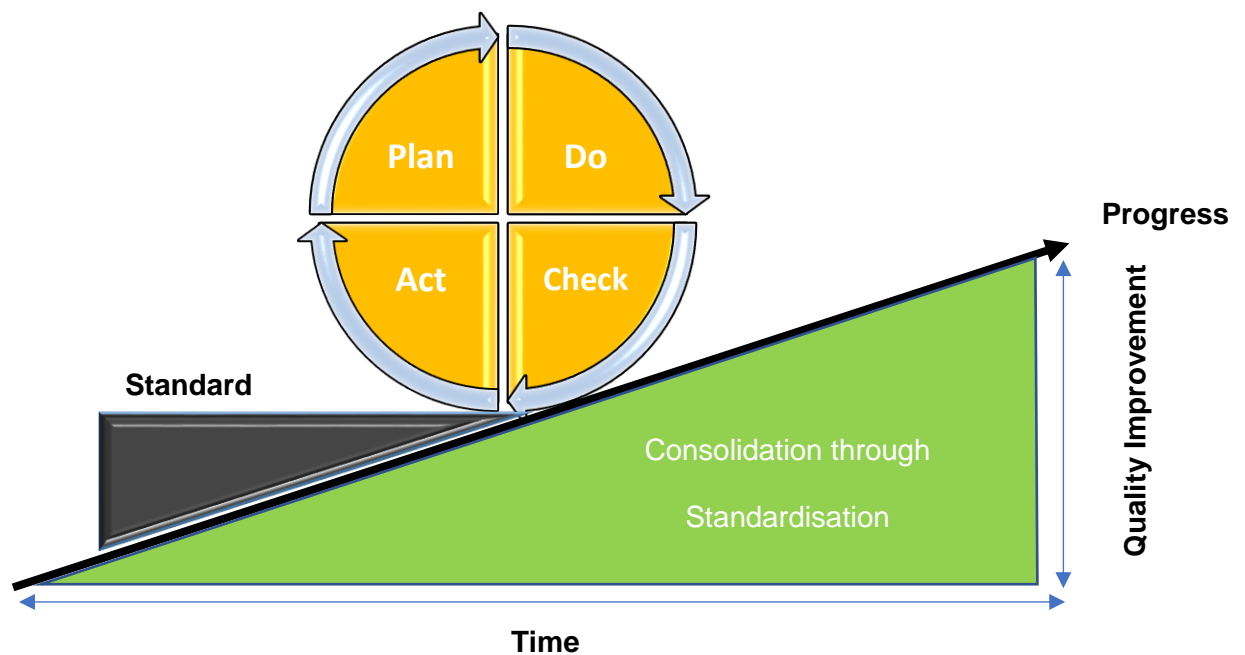 Plan
Do
Act
Check
Progress
Standard
Quality Improvement
Consolidation through
Standardisation
Time